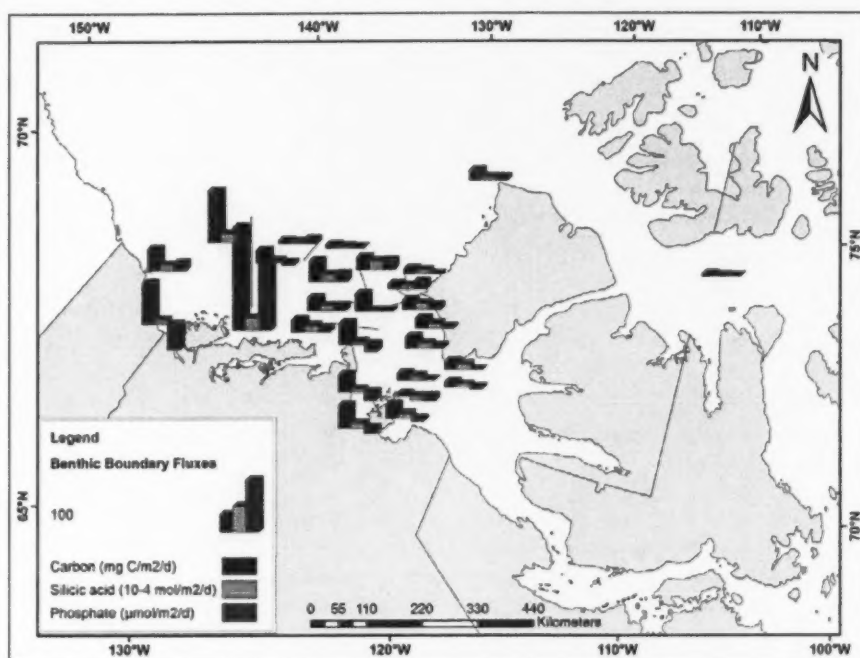 150°W 140°W 130°W 120°W 110°W
N
70°N
75°N
65°N
70°N
Legend
Benthic Boundary Fluxes
100
Carbon (mg C/m2/d)
Silicic acid (10-4 mol/m2/d)
Phosphate (µmol/m2/d)
0 55 110 220 330 440
Kilometers
130°W 120°W 110°W 100°W